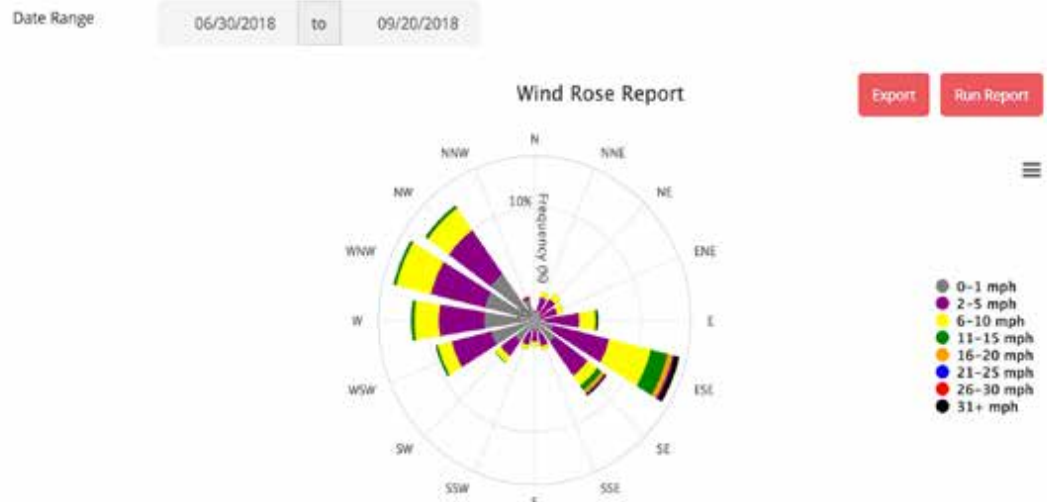 Date Range
06/30/2018 to 09/20/2018
Wind Rose Report
Export
Run Report
N
NNW
NNE
NW
NE
10%
Frequency (%)
WNW
ENE
W
E
WSW
ESE
SW
SE
SSW
SSE
0-1 mph
2-5 mph
6-10 mph
11-15 mph
16-20 mph
21-25 mph
26-30 mph
31+ mph